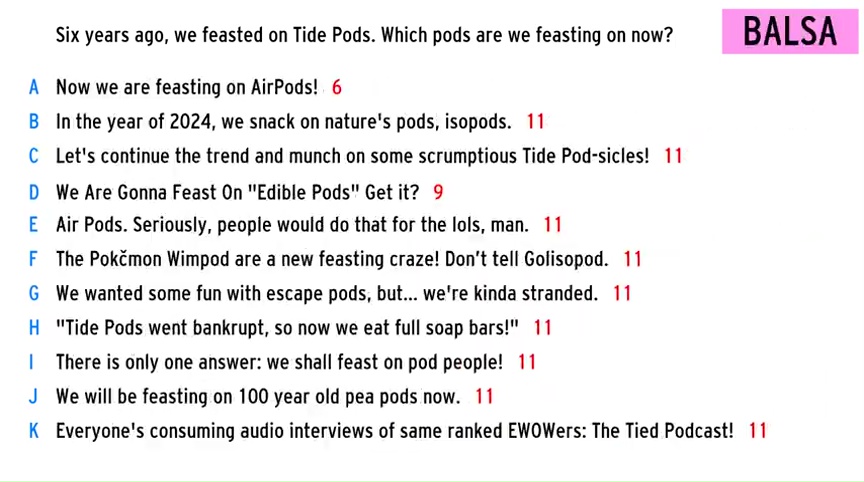 Six years ago, we feasted on Tide Pods. Which pods are we feasting on now?
BALSA
A Now we are feasting on AirPods! 6
B In the year of 2024, we snack on nature's pods, isopods. 11
C Let's continue the trend and munch on some scrumptious Tide Pod-sicles! 11
D We Are Gonna Feast On "Edible Pods" Get it? 9
E Air Pods. Seriously, people would do that for the lols, man. 11
F The Pokčmon Wimpod are a new feasting craze! Don’t tell Golisopod. 11
G We wanted some fun with escape pods, but... we're kinda stranded. 11
H "Tide Pods went bankrupt, so now we eat full soap bars!" 11
I There is only one answer: we shall feast on pod people! 11
J We will be feasting on 100 year old pea pods now. 11
K Everyone's consuming audio interviews of same ranked EWOWers: The Tied Podcast! 11